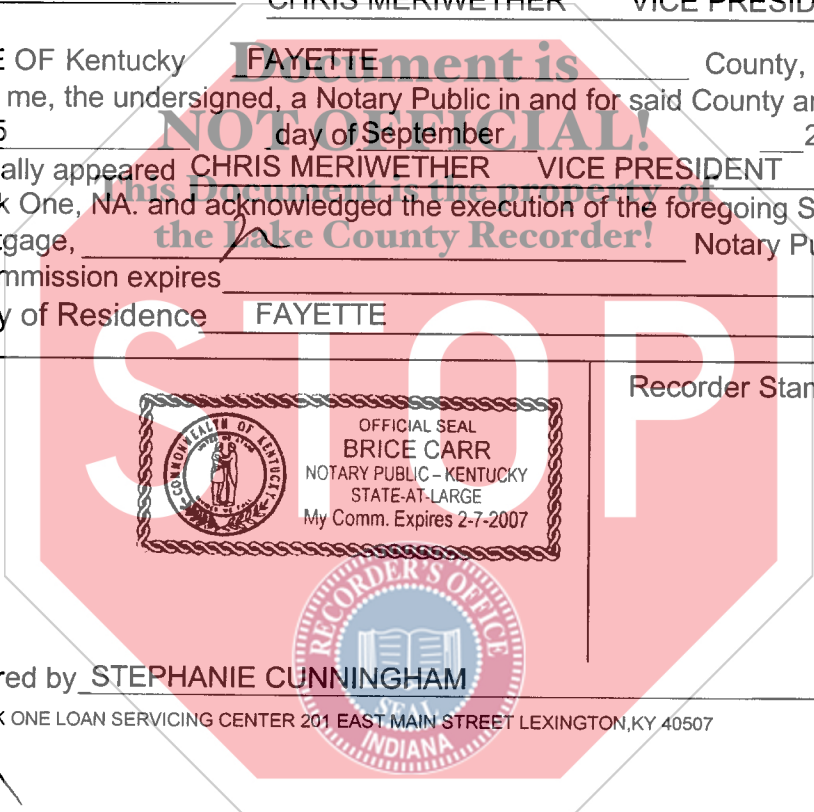 CHRIS MERIWETHER VICE PRESID
E OF Kentucky FAYETTE County,
me, the undersigned, a Notary Public in and for said County an
5 day of September 2
ally appeared CHRIS MERIWETHER VICE PRESIDENT
k One, NA. and acknowledged the execution of the foregoing S
tgage, Notary Pu
mmission expires
y of Residence FAYETTE
Document is
NOT OFFICIAL!
This Document is the property of
the Lake County Recorder!
STOP
Recorder Stam
COMMONWEALTH OF KENTUCKY
OFFICIAL SEAL
BRICE CARR
NOTARY PUBLIC – KENTUCKY
STATE-AT-LARGE
My Comm. Expires 2-7-2007
RECORDER'S OFFICE
SEAL
INDIANA
red by STEPHANIE CUNNINGHAM
K ONE LOAN SERVICING CENTER 201 EAST MAIN STREET LEXINGTON,KY 40507